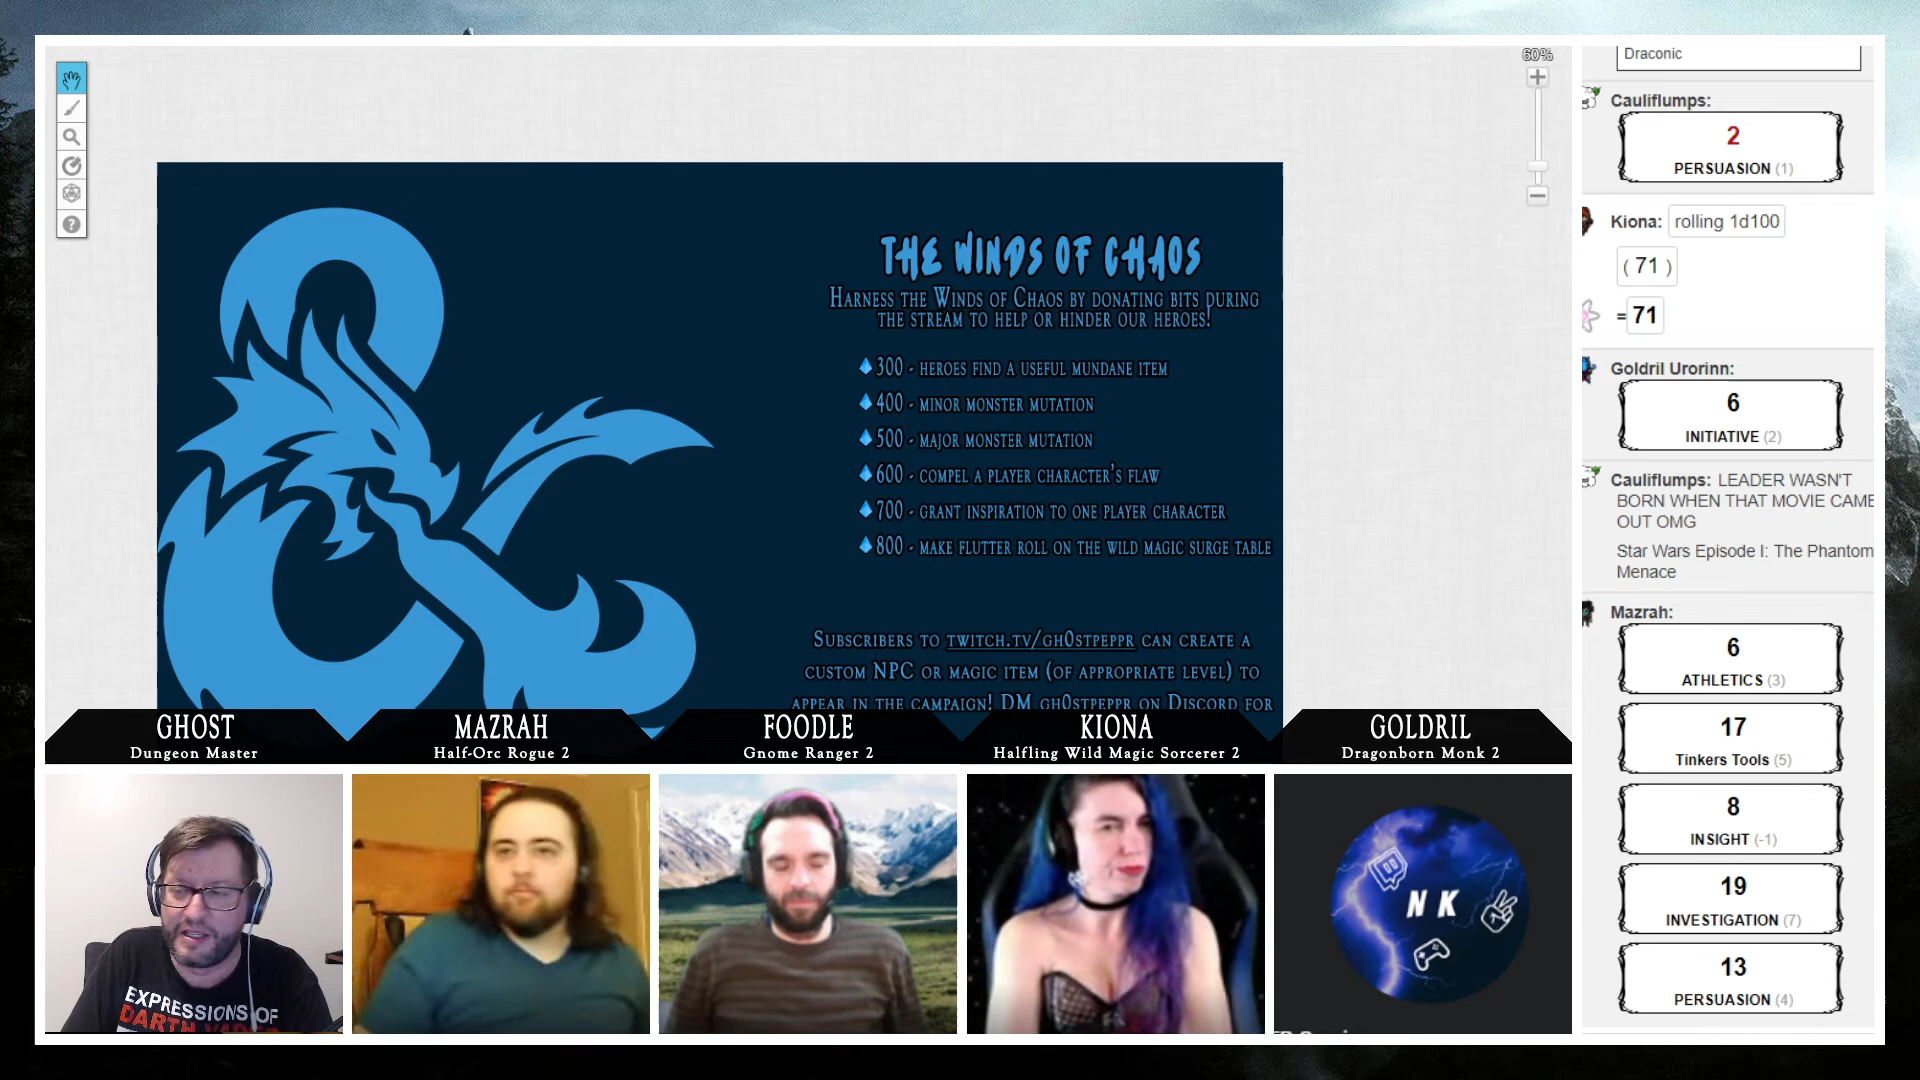 60%
THE WINDS OF CHAOS
HARNESS THE WINDS OF CHAOS BY DONATING BITS DURING
THE STREAM TO HELP OR HINDER OUR HEROES!
300 - HEROES FIND A USEFUL MUNDANE ITEM
400 - MINOR MONSTER MUTATION
500 - MAJOR MONSTER MUTATION
600 - COMPEL A PLAYER CHARACTER'S FLAW
700 - GRANT INSPIRATION TO ONE PLAYER CHARACTER
800 - MAKE FLUTTER ROLL ON THE WILD MAGIC SURGE TABLE
SUBSCRIBERS TO TWITCH.TV/GH0STPEPPR CAN CREATE A
CUSTOM NPC OR MAGIC ITEM (OF APPROPRIATE LEVEL) TO
APPEAR IN THE CAMPAIGN! DM GH0STPEPPR ON DISCORD FOR
GHOST
Dungeon Master
MAZRAH
Half-Orc Rogue 2
FOODLE
Gnome Ranger 2
KIONA
Halfling Wild Magic Sorcerer 2
GOLDRIL
Dragonborn Monk 2
EXPRESSIONS OF
DARTH VADER
N K
Draconic
Cauliflumps:
2
PERSUASION (1)
Kiona: rolling 1d100
( 71 )
=71
Goldril Urorinn:
6
INITIATIVE (2)
Cauliflumps: LEADER WASN'T
BORN WHEN THAT MOVIE CAME
OUT OMG
Star Wars Episode I: The Phantom
Menace
Mazrah:
6
ATHLETICS (3)
17
Tinkers Tools (5)
8
INSIGHT (-1)
19
INVESTIGATION (7)
13
PERSUASION (4)